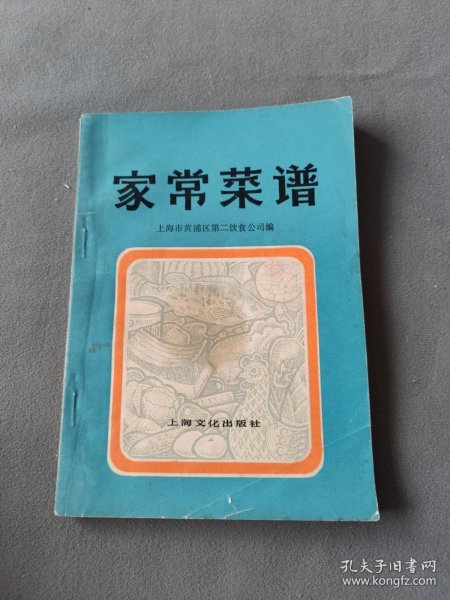 家常菜谱
上海市黄浦区第二饮食公司编
上海文化出版社
孔夫子旧书网
www.kongfz.com